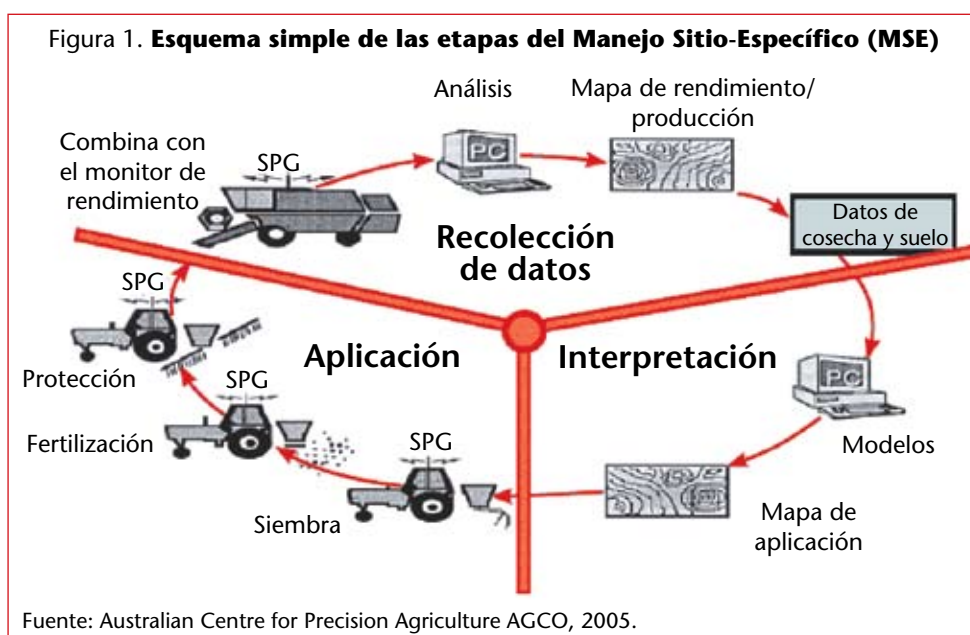 Figura 1. Esquema simple de las etapas del Manejo Sitio-Específico (MSE)
Análisis
Mapa de rendimiento/
producción
Combina con
el monitor de
rendimiento
SPG
PC
Datos de
cosecha y suelo
Recolección
de datos
SPG
Aplicación
Interpretación
Protección
SPG
PC
Fertilización
Modelos
SPG
Siembra
Mapa de
aplicación
Fuente: Australian Centre for Precision Agriculture AGCO, 2005.